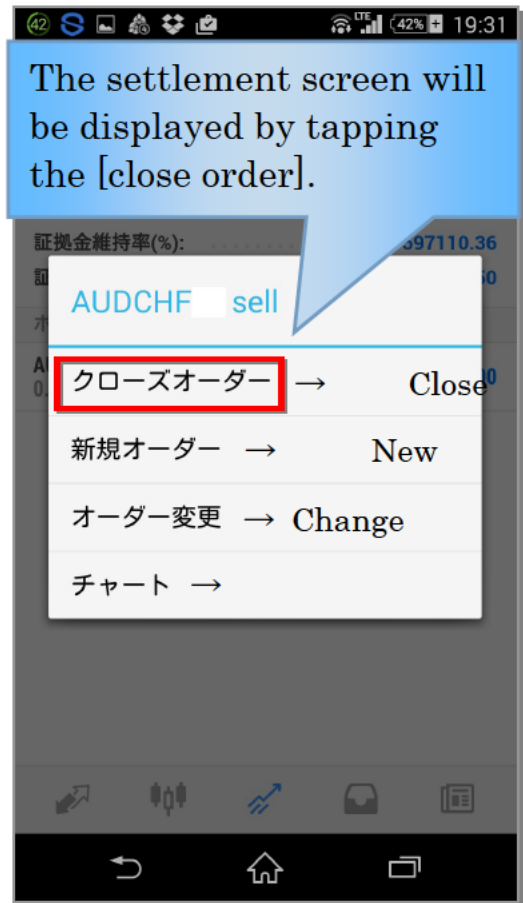 42
42%
19:31
The settlement screen will
be displayed by tapping
the [close order].
証拠金維持率(%):
97110.36
AUDCHF sell
クローズオーダー → Close
新規オーダー → New
オーダー変更 → Change
チャート →